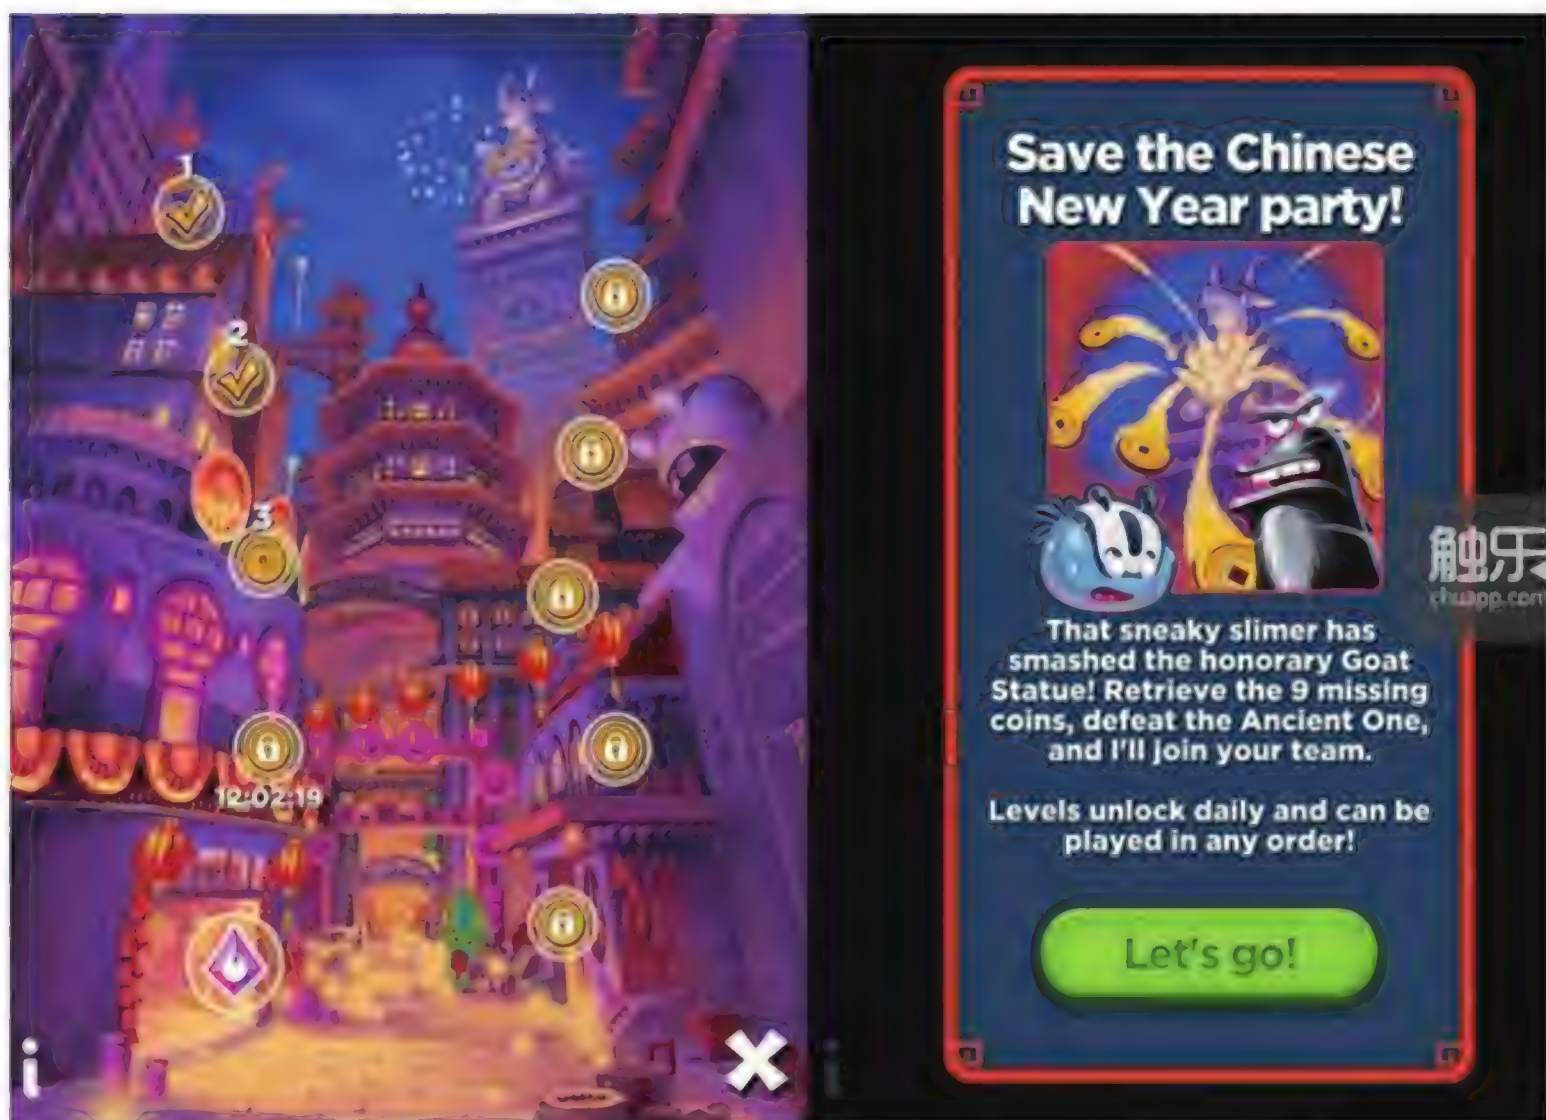 1
2
3
12:02:19
i
Save the Chinese
New Year party!
That sneaky slimer has
smashed the honorary Goat
Statue! Retrieve the 9 missing
coins, defeat the Ancient One,
and I'll join your team.
Levels unlock daily and can be
played in any order!
Let's go!
触乐
chuapp.com